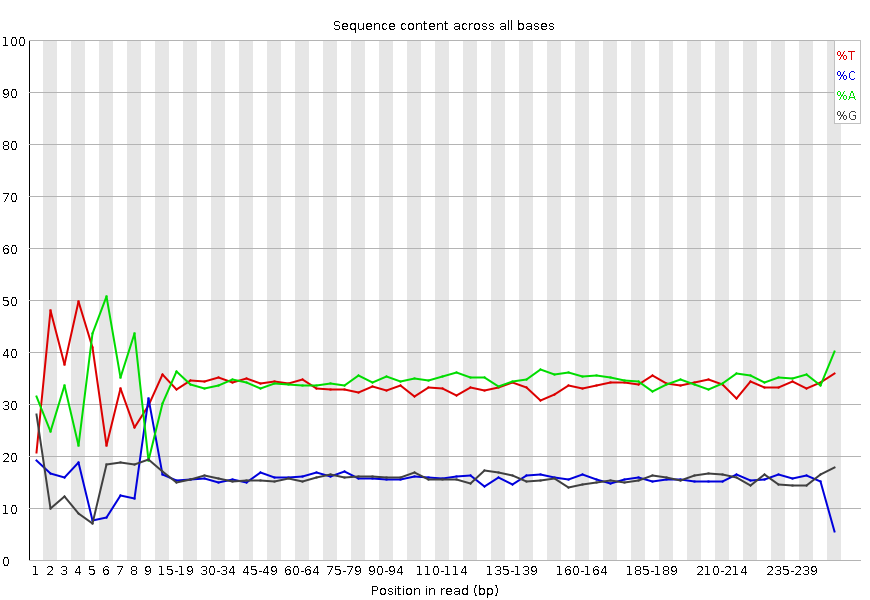 Sequence content across all bases
100
90
80
70
60
50
40
30
20
10
0
%T
%C
%A
%G
1 2 3 4 5 6 7 8 9 15-19 30-34 45-49 60-64 75-79 90-94 110-114 135-139 160-164 185-189 210-214 235-239
Position in read (bp)